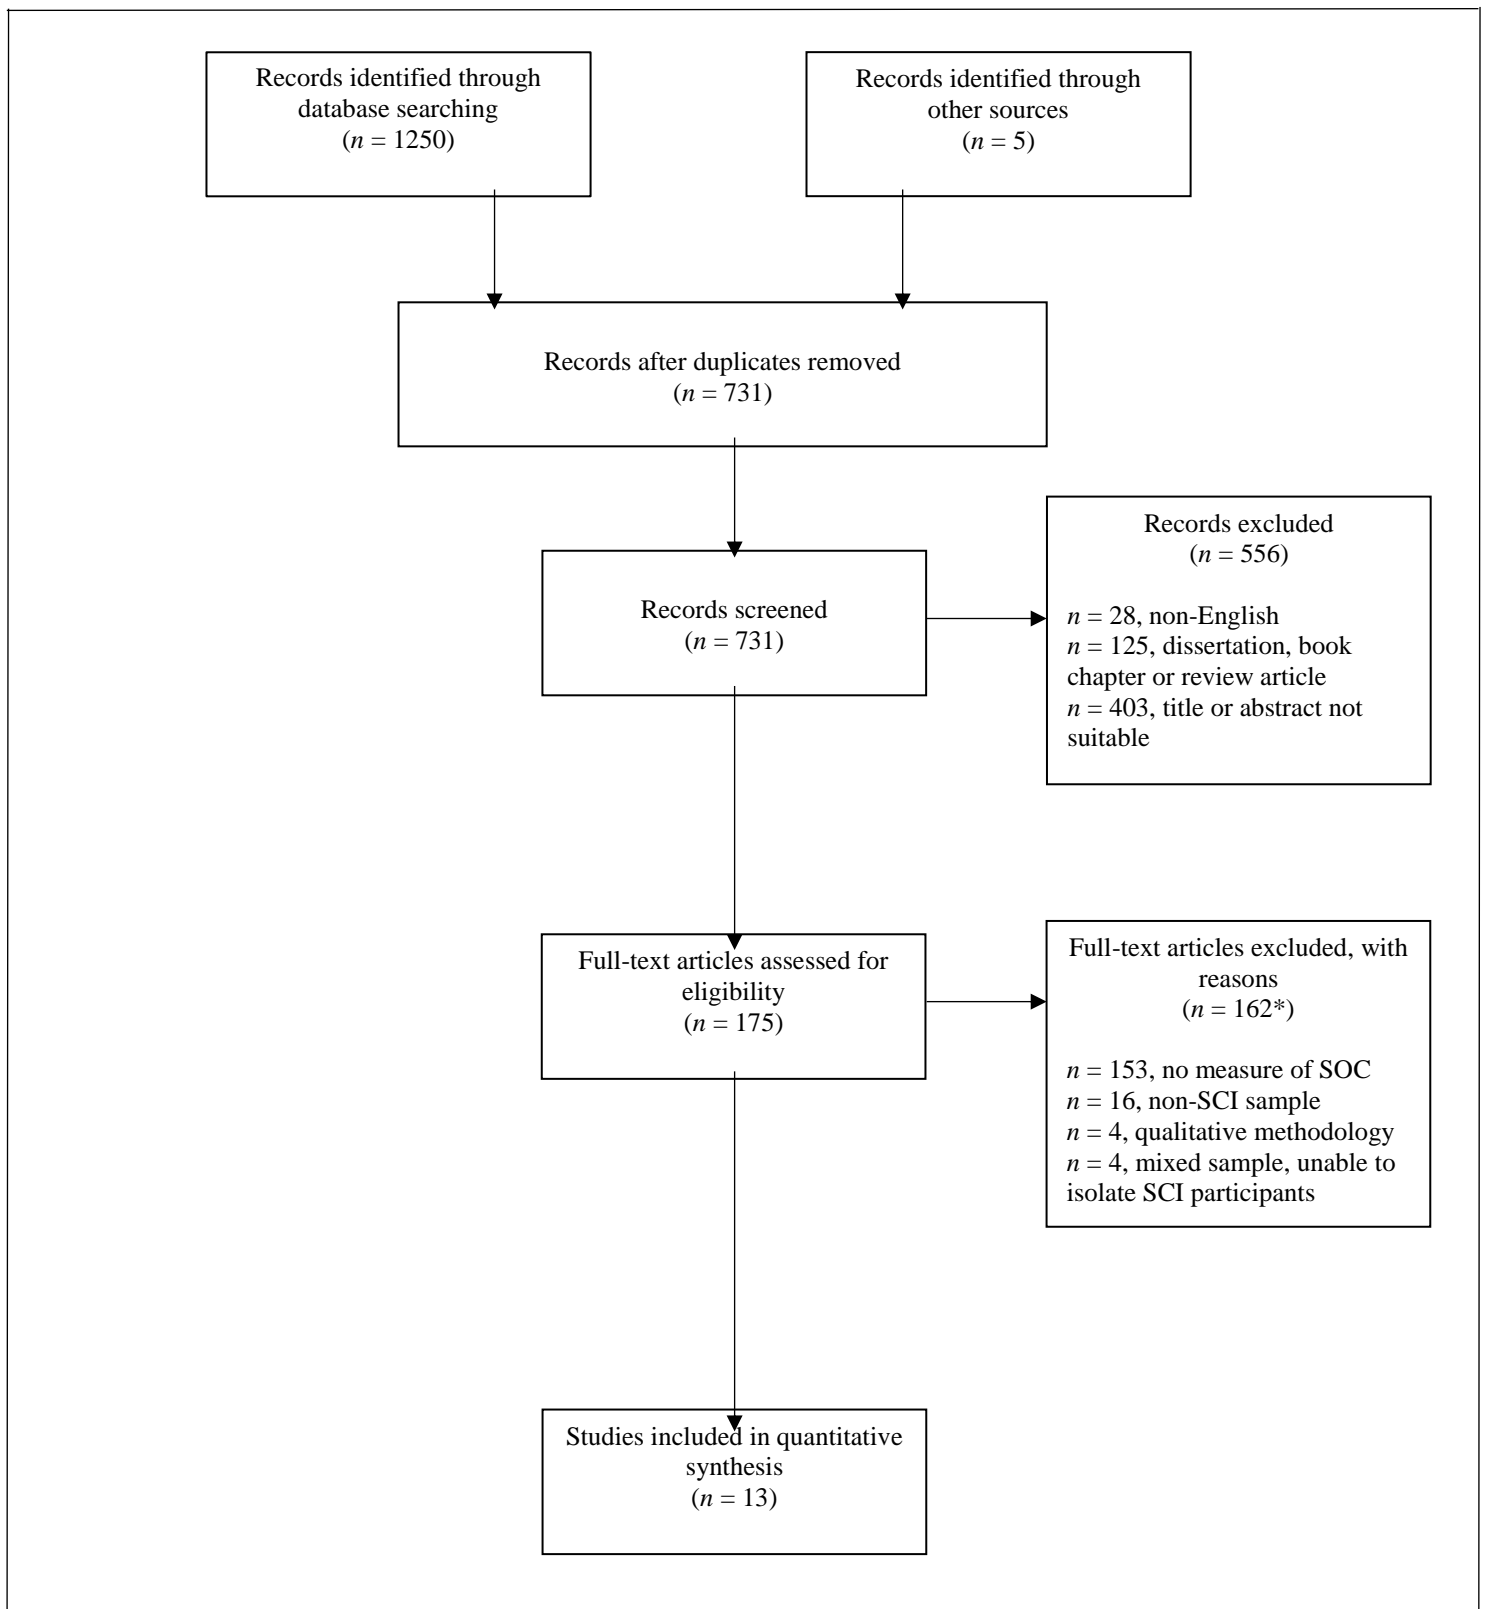 Records identified through
database searching
(n = 1250)
Records identified through
other sources
(n = 5)
Records after duplicates removed
(n = 731)
Records screened
(n = 731)
Records excluded
(n = 556)
n = 28, non-English
n = 125, dissertation, book
chapter or review article
n = 403, title or abstract not
suitable
Full-text articles assessed for
eligibility
(n = 175)
Full-text articles excluded, with
reasons
(n = 162*)
n = 153, no measure of SOC
n = 16, non-SCI sample
n = 4, qualitative methodology
n = 4, mixed sample, unable to
isolate SCI participants
Studies included in quantitative
synthesis
(n = 13)